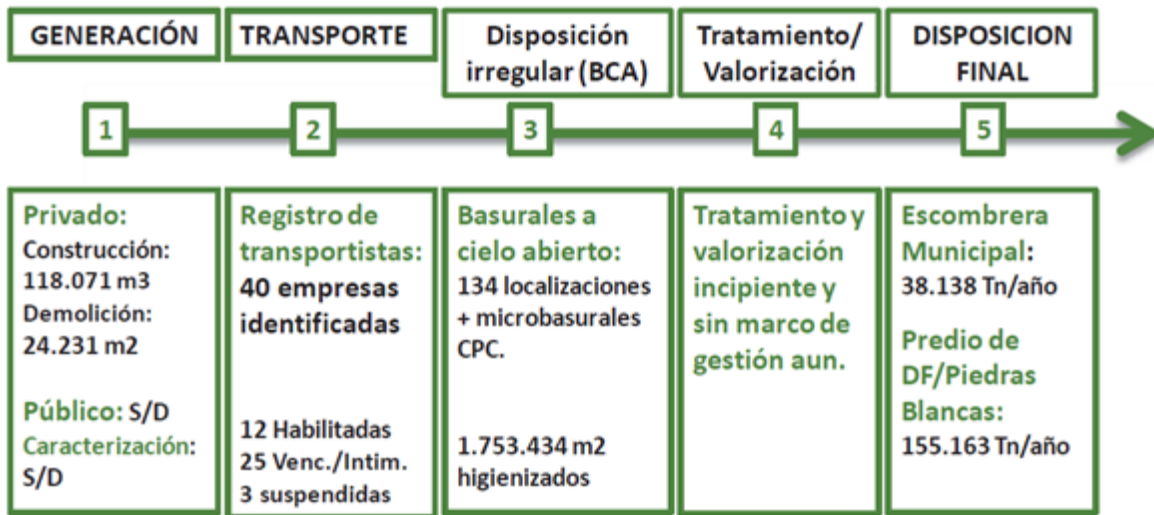 GENERACIÓN
TRANSPORTE
Disposición
irregular (BCA)
Tratamiento/
Valorización
DISPOSICION
FINAL
1
2
3
4
5
Privado:
Construcción:
118.071 m3
Demolición:
24.231 m2
Público: S/D
Caracterización:
S/D
Registro de
transportistas:
40 empresas
identificadas
12 Habilitadas
25 Venc./Intim.
3 suspendidas
Basurales a
cielo abierto:
134 localizaciones
+ microbasurales
CPC.
1.753.434 m2
higienizados
Tratamiento y
valorización
incipiente y
sin marco de
gestión aun.
Escombrera
Municipal:
38.138 Tn/año
Predio de
DF/Piedras
Blancas:
155.163 Tn/año